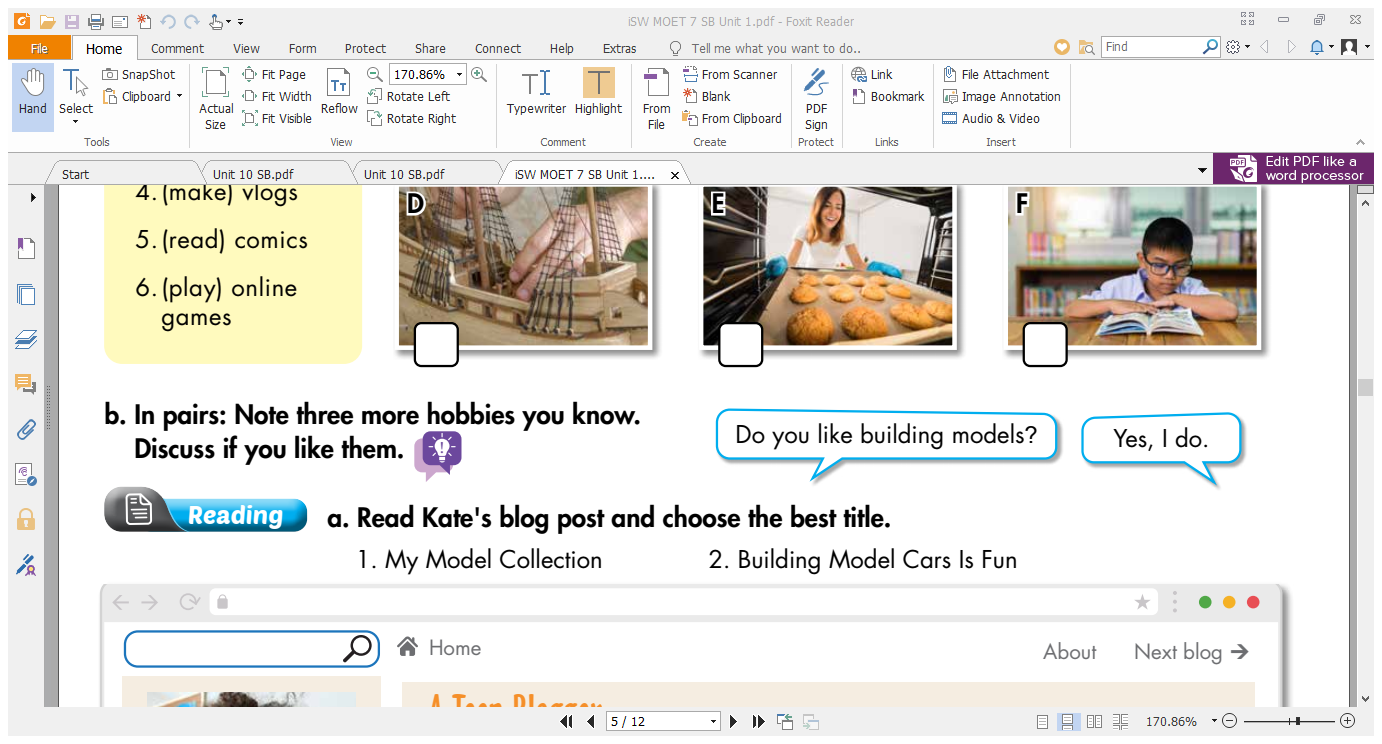 iSW MOET 7 SB Unit 1.pdf - Foxit Reader
File Home Comment View Form Protect Share Connect Help Extras Tell me what you want to do.. Find
Hand
Select
SnapShot
Clipboard
Tools
Actual Size
Fit Page
Fit Width
Fit Visible
Reflow
170.86%
Rotate Left
Rotate Right
View
Typewriter
Highlight
Comment
From File
From Scanner
Blank
From Clipboard
Create
PDF Sign
Protect
Link
Bookmark
Links
File Attachment
Image Annotation
Audio & Video
Insert
Start
Unit 10 SB.pdf
Unit 10 SB.pdf
iSW MOET 7 SB Unit 1....
PDF
Edit PDF like a
word processor
4. (make) vlogs
5. (read) comics
6. (play) online
games
D
E
F
b. In pairs: Note three more hobbies you know.
Discuss if you like them.
Do you like building models?
Yes, I do.
Reading
a. Read Kate's blog post and choose the best title.
1. My Model Collection
2. Building Model Cars Is Fun
Home
About
Next blog
A Teen Blogger
5 / 12
170.86%